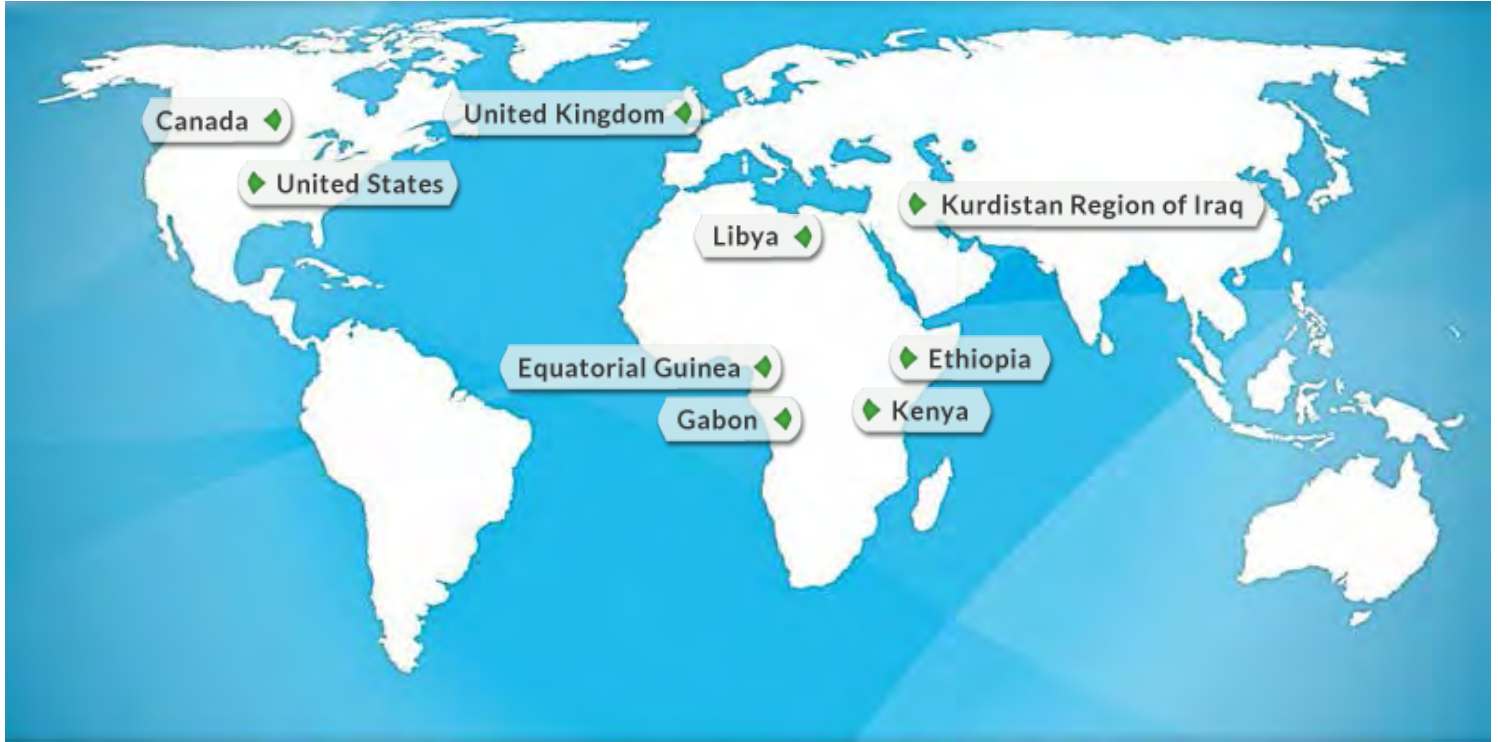 Canada
United Kingdom
United States
Kurdistan Region of Iraq
Libya
Equatorial Guinea
Ethiopia
Gabon
Kenya